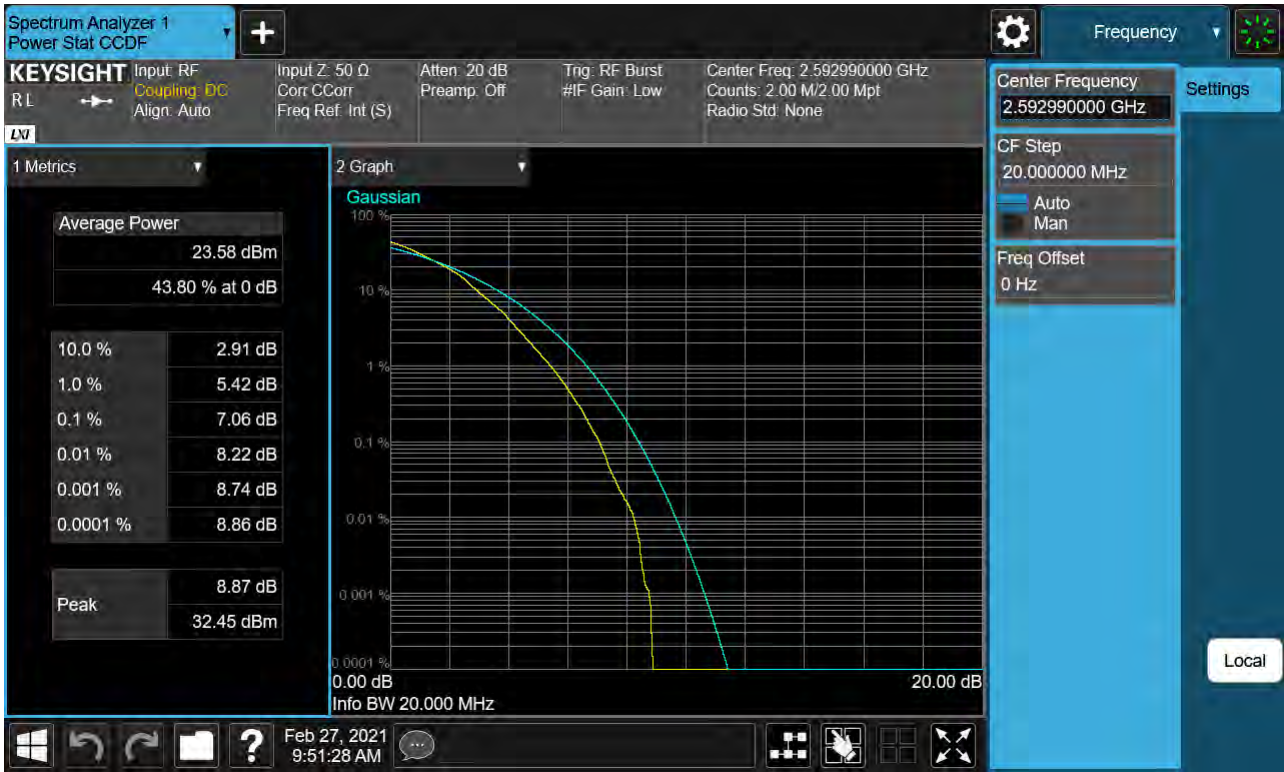 Spectrum Analyzer 1
Power Stat CCDF
Frequency
KEYSIGHT
RL
LXI
Input: RF
Coupling: DC
Align: Auto
Input Z: 50 Ω
Corr CCorr
Freq Ref: Int (S)
Atten: 20 dB
Preamp: Off
Trig: RF Burst
#IF Gain: Low
Center Freq: 2.592990000 GHz
Counts: 2.00 M/2.00 Mpt
Radio Std: None
Center Frequency
2.592990000 GHz
Settings
CF Step
20.000000 MHz
Auto
Man
Freq Offset
0 Hz
Local
1 Metrics
Average Power
23.58 dBm
43.80 % at 0 dB
10.0 % 2.91 dB
1.0 % 5.42 dB
0.1 % 7.06 dB
0.01 % 8.22 dB
0.001 % 8.74 dB
0.0001 % 8.86 dB
Peak
8.87 dB
32.45 dBm
2 Graph
Gaussian
100 %
10 %
1 %
0.1 %
0.01 %
0.001 %
0.0001 %
0.00 dB
20.00 dB
Info BW 20.000 MHz
?
Feb 27, 2021
9:51:28 AM